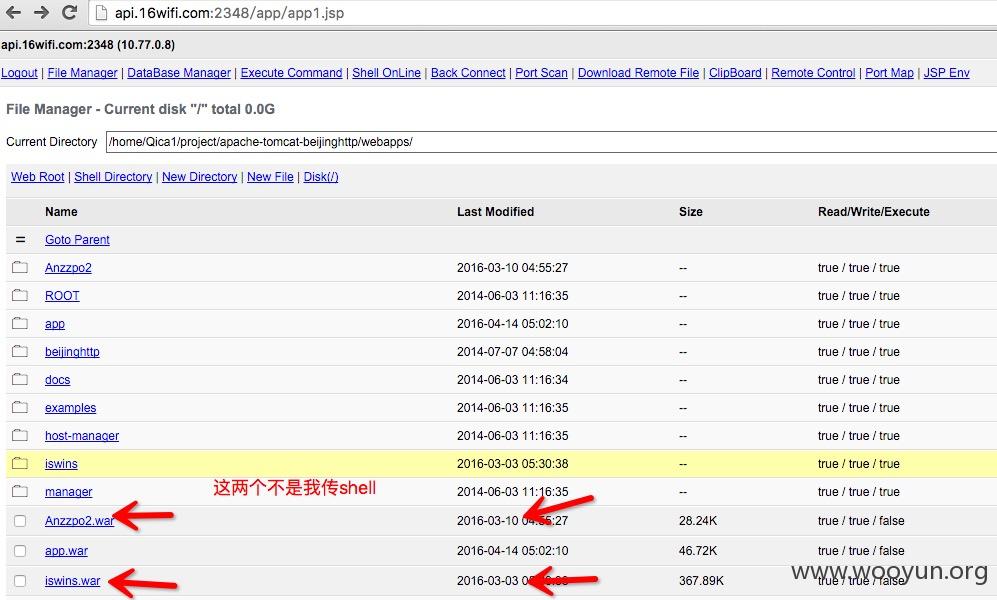 api.16wifi.com:2348/app/app1.jsp
api.16wifi.com:2348 (10.77.0.8)
Logout | File Manager | DataBase Manager | Execute Command | Shell OnLine | Back Connect | Port Scan | Download Remote File | ClipBoard | Remote Control | Port Map | JSP Env
File Manager - Current disk "/" total 0.0G
Current Directory /home/Qica1/project/apache-tomcat-beijinghttp/webapps/
Web Root | Shell Directory | New Directory | New File | Disk(/)
Name Last Modified Size Read/Write/Execute
= Goto Parent
Anzzpo2 2016-03-10 04:55:27 -- true / true / true
ROOT 2014-06-03 11:16:35 -- true / true / true
app 2016-04-14 05:02:10 -- true / true / true
beijinghttp 2014-07-07 04:58:04 -- true / true / true
docs 2014-06-03 11:16:34 -- true / true / true
examples 2014-06-03 11:16:35 -- true / true / true
host-manager 2014-06-03 11:16:35 -- true / true / true
iswins 2016-03-03 05:30:38 -- true / true / true
这两个不是我传shell
manager 2014-06-03 11:16:35 -- true / true / true
Anzzpo2.war 2016-03-10 04:55:27 28.24K true / true / false
app.war 2016-04-14 05:02:10 46.72K true / true / false
iswins.war 2016-03-03 367.89K true / true / false
www.wooyun.org